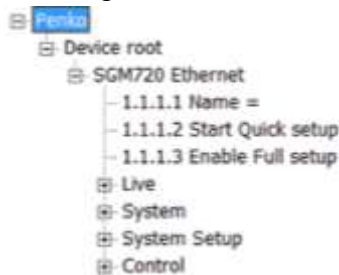 Penko
Device root
SGM720 Ethernet
1.1.1.1 Name =
1.1.1.2 Start Quick setup
1.1.1.3 Enable Full setup
Live
System
System Setup
Control